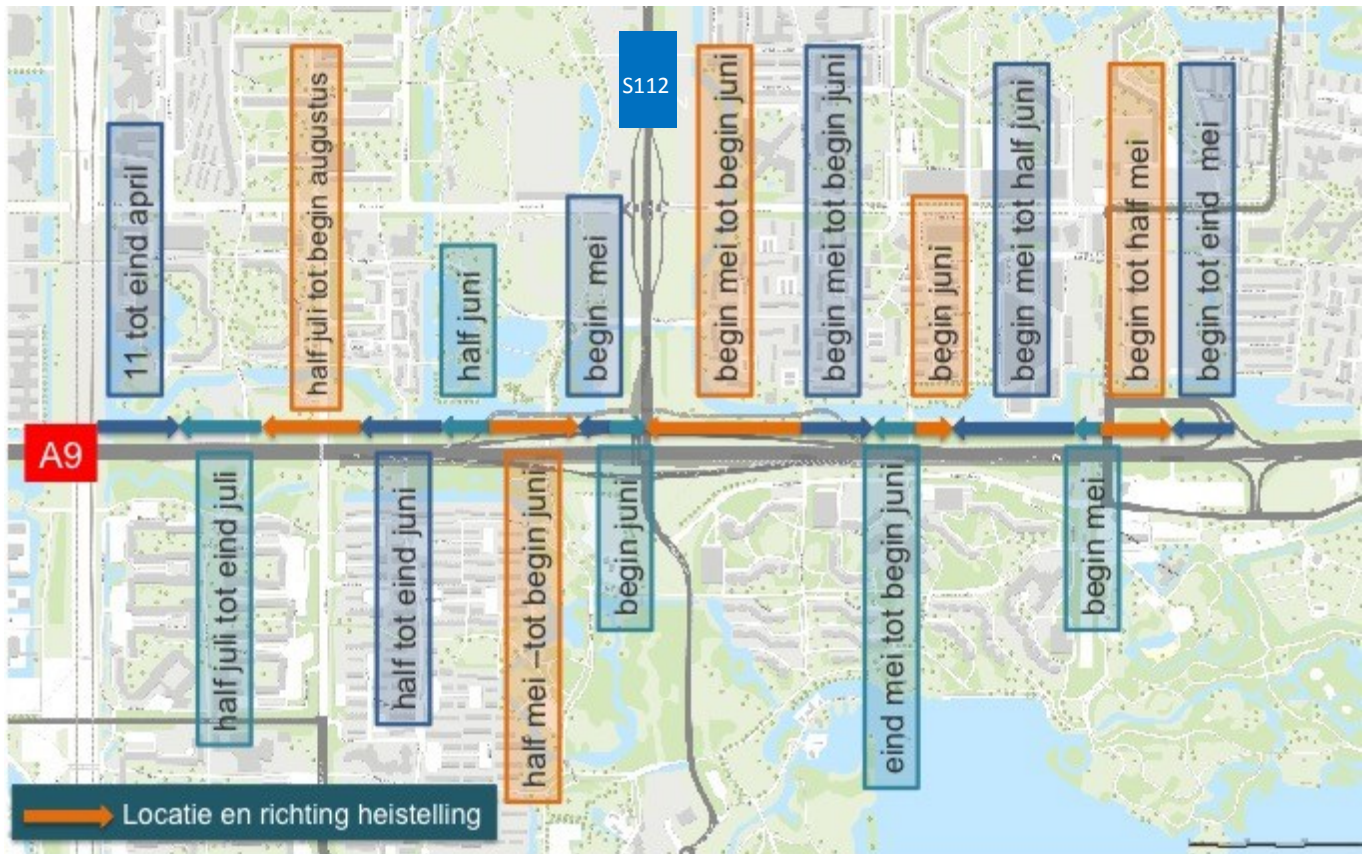 S112
11 tot eind april
half juli tot begin augustus
half juni
begin mei
begin mei tot begin juni
begin mei tot begin juni
begin juni
begin mei tot half juni
begin tot half mei
begin tot eind mei
A9
half juli tot eind juli
half tot eind juni
half mei –tot begin juni
begin juni
eind mei tot begin juni
begin mei
Locatie en richting heistelling